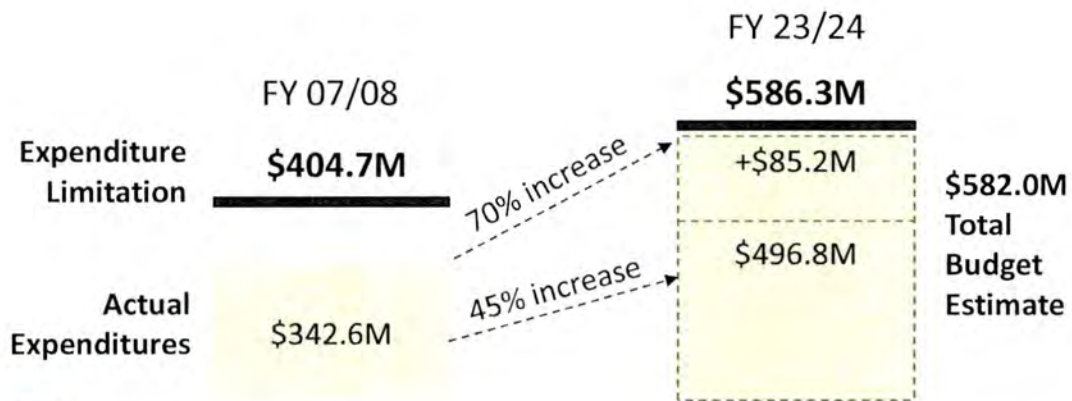 FY 23/24
FY 07/08
$586.3M
Expenditure
Limitation
$404.7M
70% increase
+$85.2M
$582.0M
Total
Budget
Estimate
$496.8M
45% increase
Actual
Expenditures
$342.6M